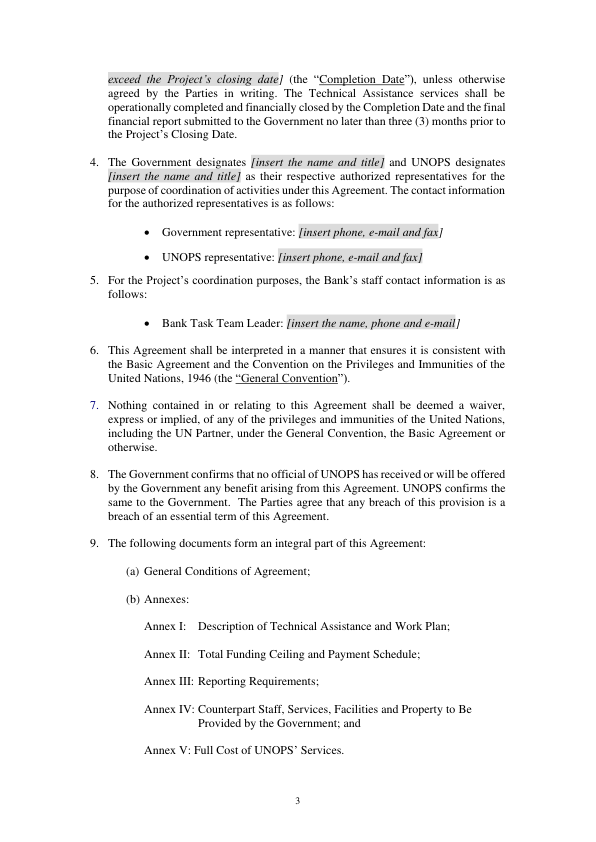 exceed the Project's closing date] (the “Completion Date”), unless otherwise
agreed by the Parties in writing. The Technical Assistance services shall be
operationally completed and financially closed by the Completion Date and the final
financial report submitted to the Government no later than three (3) months prior to
the Project's Closing Date.
4. The Government designates [insert the name and title] and UNOPS designates
[insert the name and title] as their respective authorized representatives for the
purpose of coordination of activities under this Agreement. The contact information
for the authorized representatives is as follows:
• Government representative: [insert phone, e-mail and fax]
• UNOPS representative: [insert phone, e-mail and fax]
5. For the Project's coordination purposes, the Bank's staff contact information is as
follows:
• Bank Task Team Leader: [insert the name, phone and e-mail]
6. This Agreement shall be interpreted in a manner that ensures it is consistent with
the Basic Agreement and the Convention on the Privileges and Immunities of the
United Nations, 1946 (the “General Convention”).
7. Nothing contained in or relating to this Agreement shall be deemed a waiver,
express or implied, of any of the privileges and immunities of the United Nations,
including the UN Partner, under the General Convention, the Basic Agreement or
otherwise.
8. The Government confirms that no official of UNOPS has received or will be offered
by the Government any benefit arising from this Agreement. UNOPS confirms the
same to the Government.  The Parties agree that any breach of this provision is a
breach of an essential term of this Agreement.
9. The following documents form an integral part of this Agreement:
(a) General Conditions of Agreement;
(b) Annexes:
Annex I: Description of Technical Assistance and Work Plan;
Annex II: Total Funding Ceiling and Payment Schedule;
Annex III: Reporting Requirements;
Annex IV: Counterpart Staff, Services, Facilities and Property to Be
Provided by the Government; and
Annex V: Full Cost of UNOPS' Services.
3